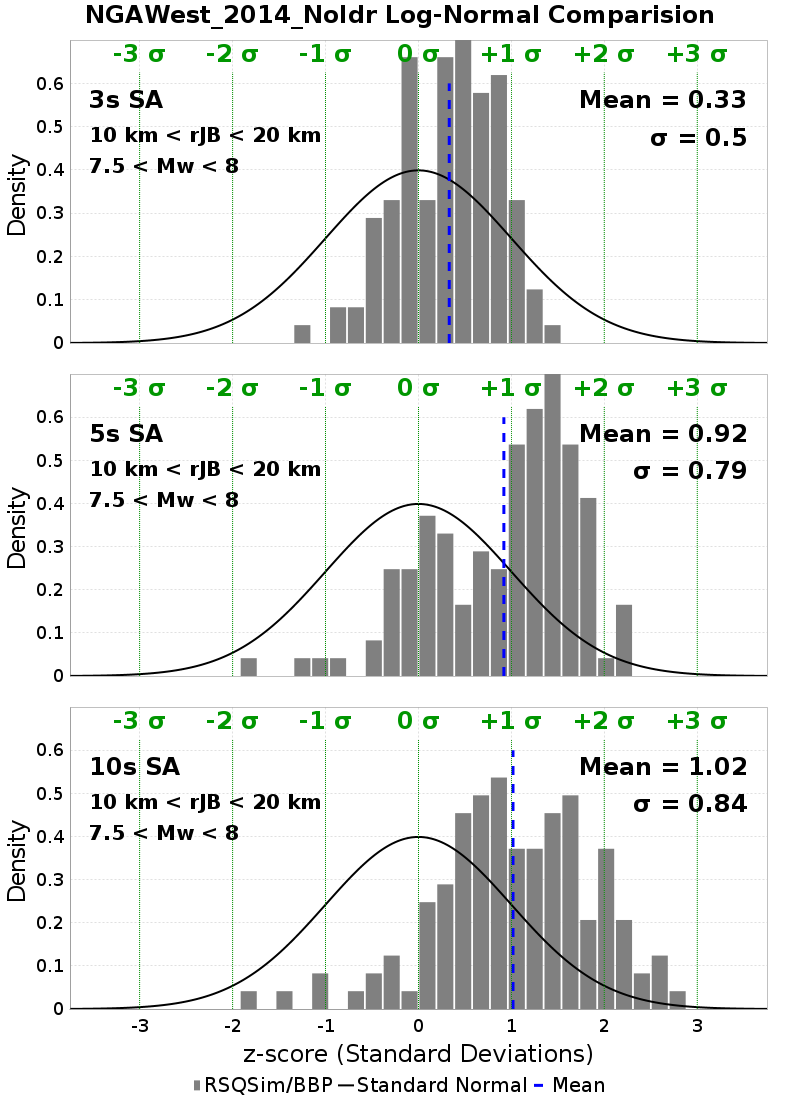 NGAWest_2014_NoIdr Log-Normal Comparision
-3 σ -2 σ -1 σ 0 σ +1 σ +2 σ +3 σ
3s SA
Mean = 0.33
10 km < rJB < 20 km
σ = 0.5
7.5 < Mw < 8
0.6
0.5
0.4
0.3
0.2
0.1
0
Density
-3 σ -2 σ -1 σ 0 σ +1 σ +2 σ +3 σ
5s SA
Mean = 0.92
10 km < rJB < 20 km
σ = 0.79
7.5 < Mw < 8
0.6
0.5
0.4
0.3
0.2
0.1
0
Density
-3 σ -2 σ -1 σ 0 σ +1 σ +2 σ +3 σ
10s SA
Mean = 1.02
10 km < rJB < 20 km
σ = 0.84
7.5 < Mw < 8
0.6
0.5
0.4
0.3
0.2
0.1
0
Density
-3 -2 -1 0 1 2 3
z-score (Standard Deviations)
RSQSim/BBP Standard Normal Mean